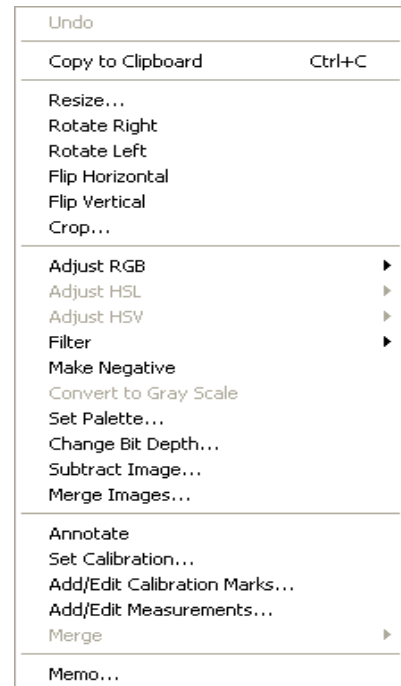 Undo
Copy to Clipboard Ctrl+C
Resize...
Rotate Right
Rotate Left
Flip Horizontal
Flip Vertical
Crop...
Adjust RGB
Adjust HSL
Adjust HSV
Filter
Make Negative
Convert to Gray Scale
Set Palette...
Change Bit Depth...
Subtract Image...
Merge Images...
Annotate
Set Calibration...
Add/Edit Calibration Marks...
Add/Edit Measurements...
Merge
Memo...